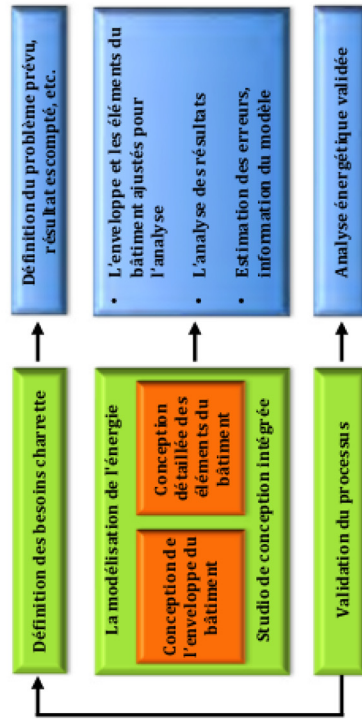 Définition des besoins charrette
Définition du problème prévu,
résultat escompté, etc.
La modélisation de l'énergie
Conception de
l'enveloppe du
bâtiment
Conception
détaillée des
éléments du
bâtiment
Studio de conception intégrée
• L'enveloppe et les éléments du
bâtiment ajustés pour
l'analyse
• L'analyse des résultats
• Estimation des erreurs,
information du modèle
Validation du processus
Analyse énergétique validée